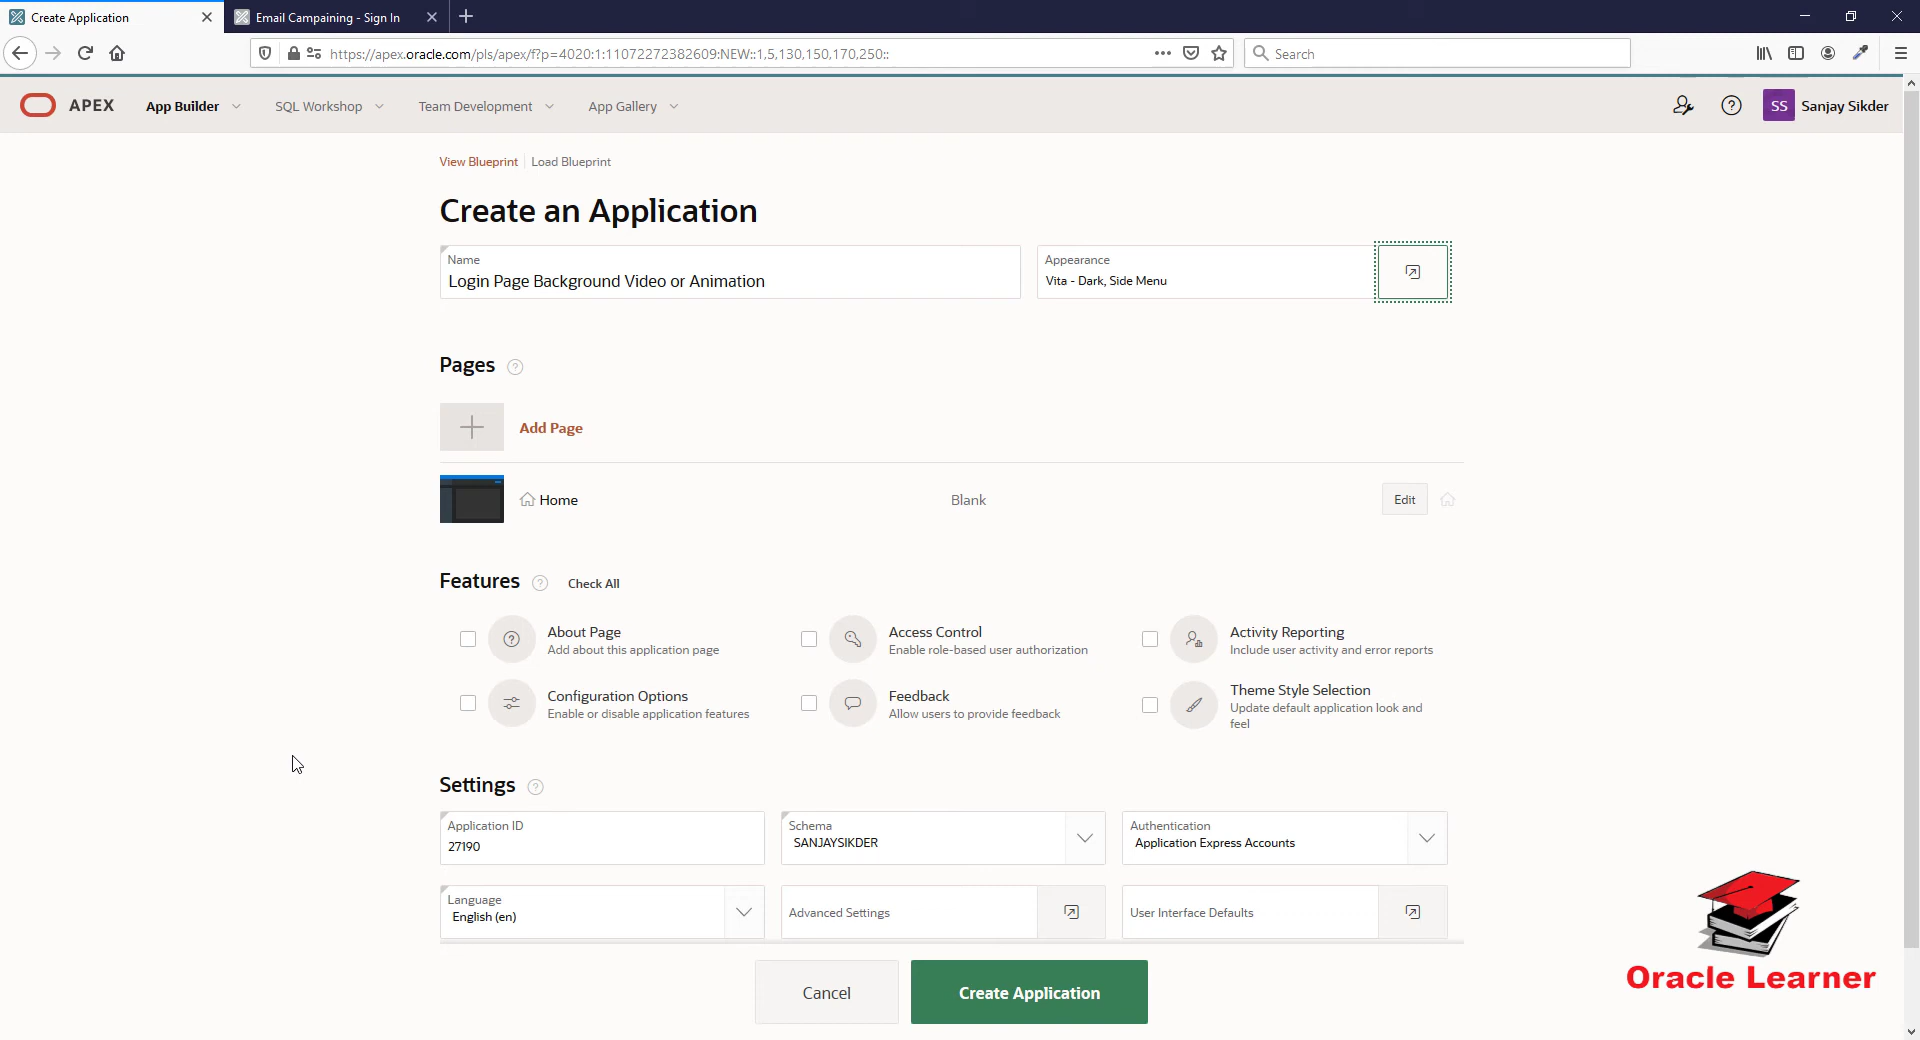 Create Application
Email Campaining - Sign In
https://apex.oracle.com/pls/apex/f?p=4020:1:11072272382609:NEW::1,5,130,150,170,250::
Search
APEX
App Builder
SQL Workshop
Team Development
App Gallery
SS
Sanjay Sikder
View Blueprint
Load Blueprint
Create an Application
Name
Login Page Background Video or Animation
Appearance
Vita - Dark, Side Menu
Pages
Add Page
Home
Blank
Edit
Features
Check All
About Page
Add about this application page
Access Control
Enable role-based user authorization
Activity Reporting
Include user activity and error reports
Configuration Options
Enable or disable application features
Feedback
Allow users to provide feedback
Theme Style Selection
Update default application look and
feel
Settings
Application ID
27190
Schema
SANJAYSIKDER
Authentication
Application Express Accounts
Language
English (en)
Advanced Settings
User Interface Defaults
Cancel
Create Application
Oracle Learner